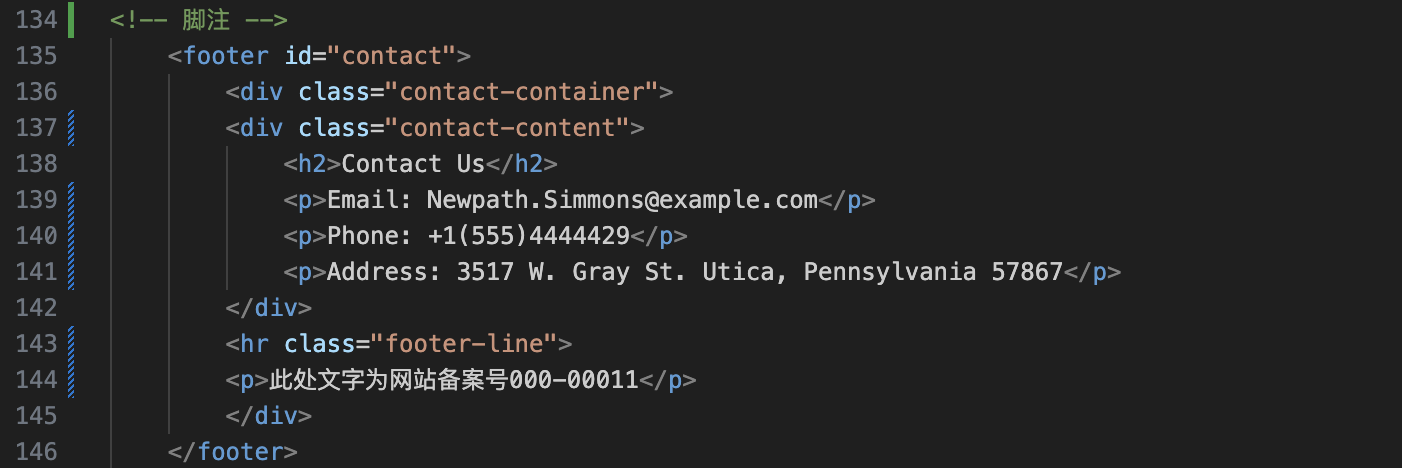 134 <!-- 脚注 -->
135 <footer id="contact">
136 <div class="contact-container">
137 <div class="contact-content">
138 <h2>Contact Us</h2>
139 <p>Email: Newpath.Simmons@example.com</p>
140 <p>Phone: +1(555)4444429</p>
141 <p>Address: 3517 W. Gray St. Utica, Pennsylvania 57867</p>
142 </div>
143 <hr class="footer-line">
144 <p>此处文字为网站备案号000-00011</p>
145 </div>
146 </footer>